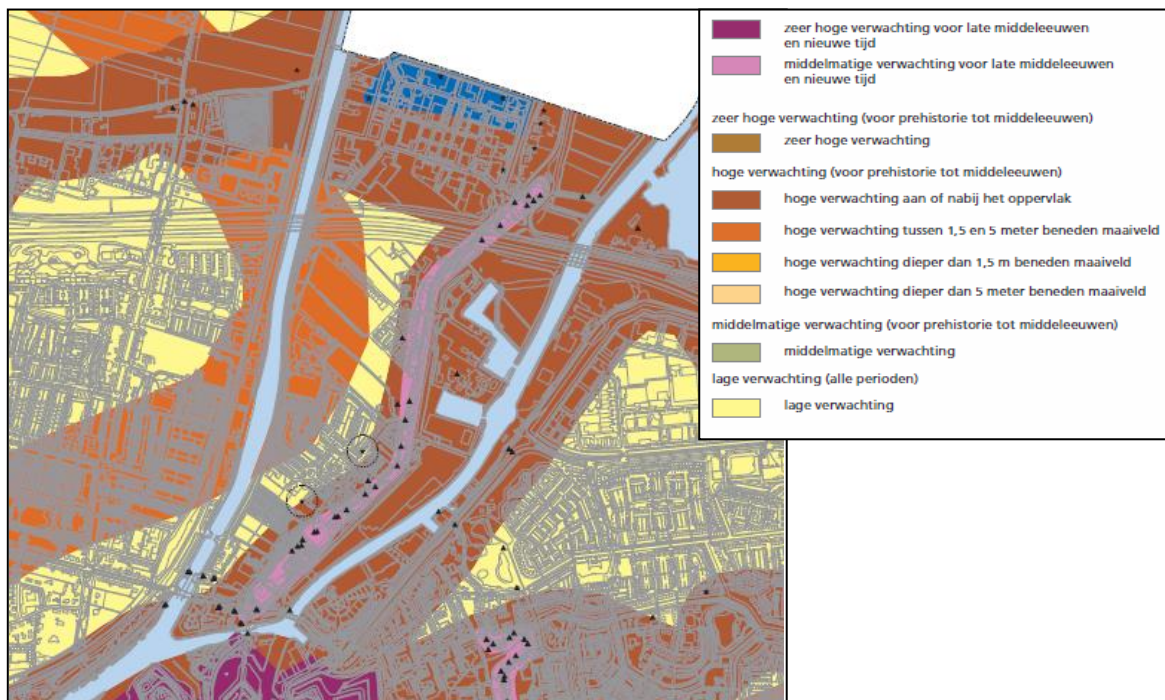 zeer hoge verwachting voor late middeleeuwen
en nieuwe tijd
middelmatige verwachting voor late middeleeuwen
en nieuwe tijd
zeer hoge verwachting (voor prehistorie tot middeleeuwen)
zeer hoge verwachting
hoge verwachting (voor prehistorie tot middeleeuwen)
hoge verwachting aan of nabij het oppervlak
hoge verwachting tussen 1,5 en 5 meter beneden maaiveld
hoge verwachting dieper dan 1,5 m beneden maaiveld
hoge verwachting dieper dan 5 meter beneden maaiveld
middelmatige verwachting (voor prehistorie tot middeleeuwen)
middelmatige verwachting
lage verwachting (alle perioden)
lage verwachting